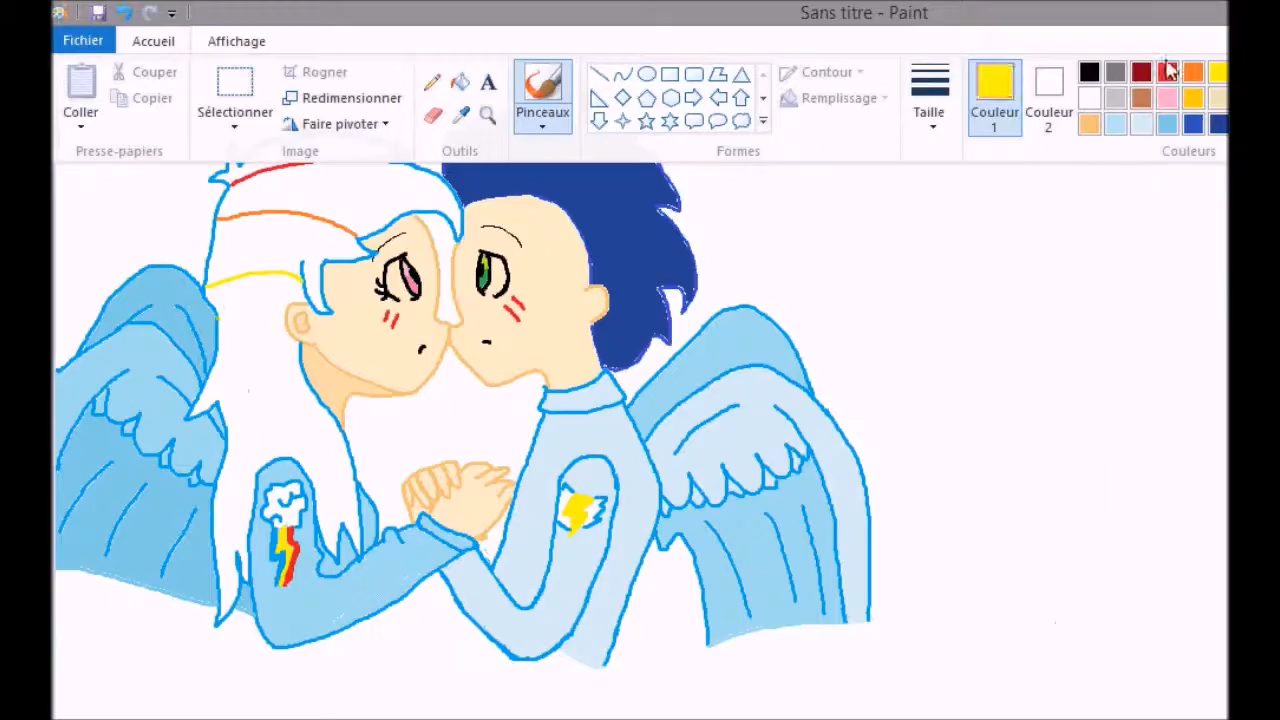 Sans titre - Paint
Fichier Accueil Affichage
Coller
Couper
Copier
Presse-papiers
Sélectionner
Rogner
Redimensionner
Faire pivoter
Image
A
Outils
Pinceaux
Contour
Remplissage
Formes
Taille
Couleur 1
Couleur 2
Couleurs